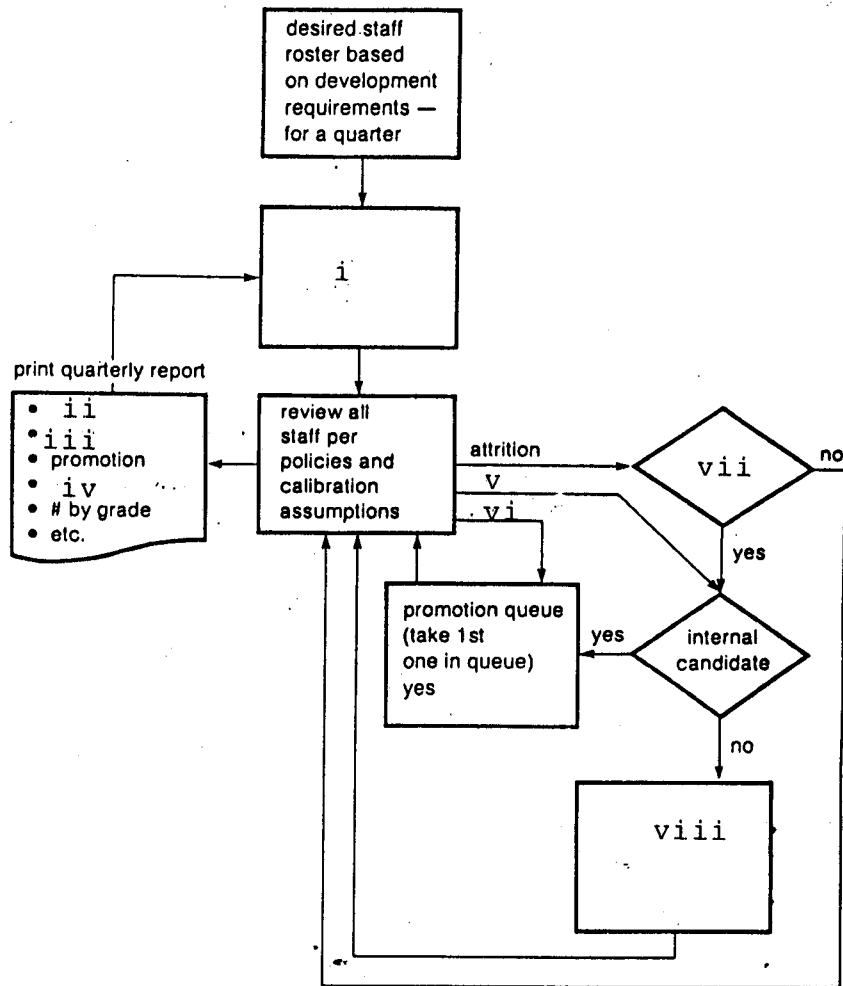 desired staff
roster based
on development
requirements —
for a quarter
i
print quarterly report
• ii
• iii
• promotion
• iv
• # by grade
• etc.
review all
staff per
policies and
calibration
assumptions
attrition
v
vi
vii
no
yes
promotion queue
(take 1st
one in queue)
yes
yes
internal
candidate
no
viii